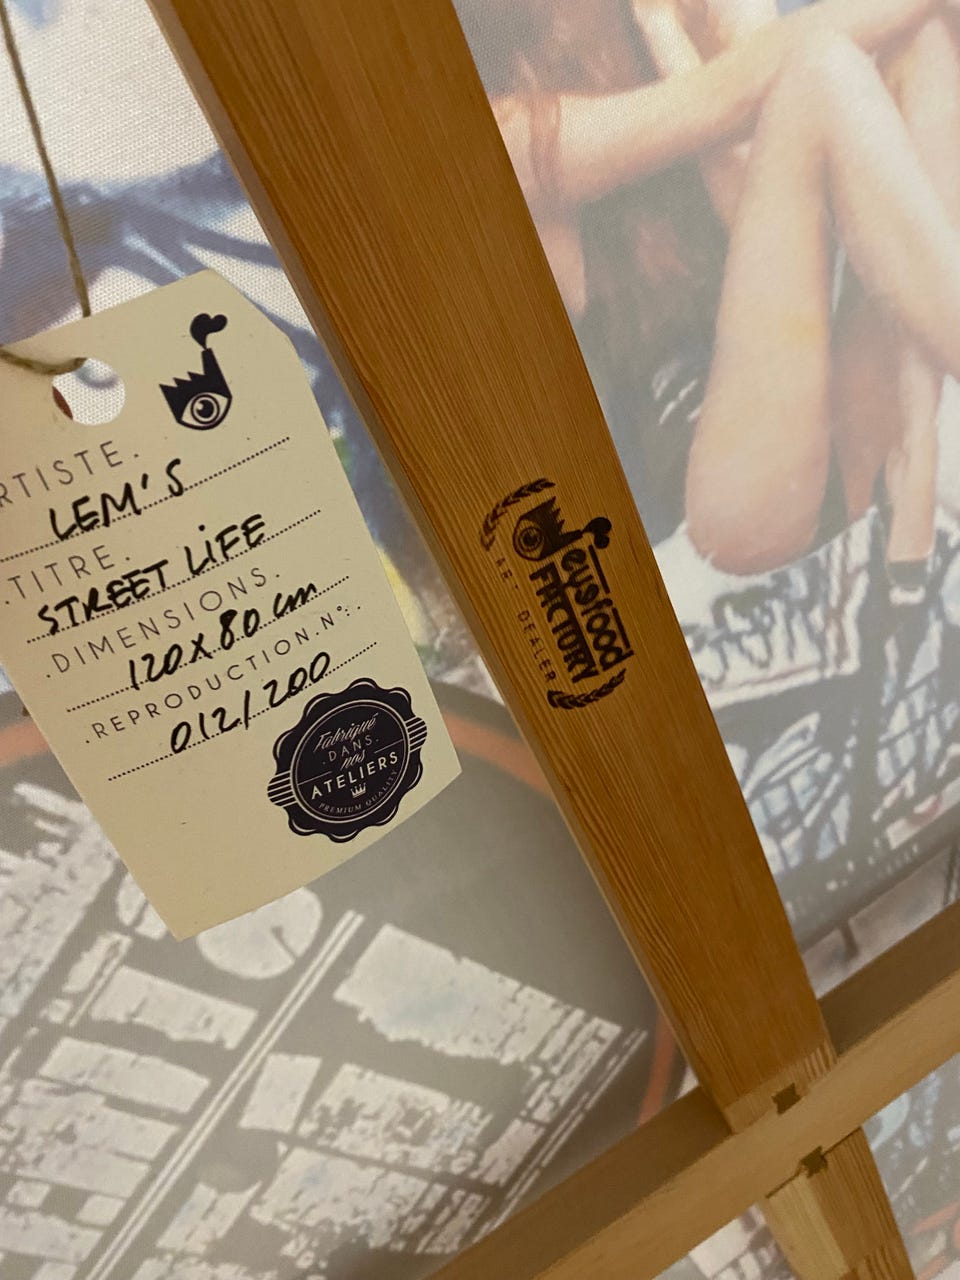 RTISTE.
LEM'S
.TITRE.
STREET LiFE
.DIMENSIONS.
120 x 80 cm
.REPRODUCTION.N°.
012/200
Fabriqué
.DANS.
nos
ATELIERS
PREMIUM QUALITY
eyesfood
FACTORY
ART DEALER